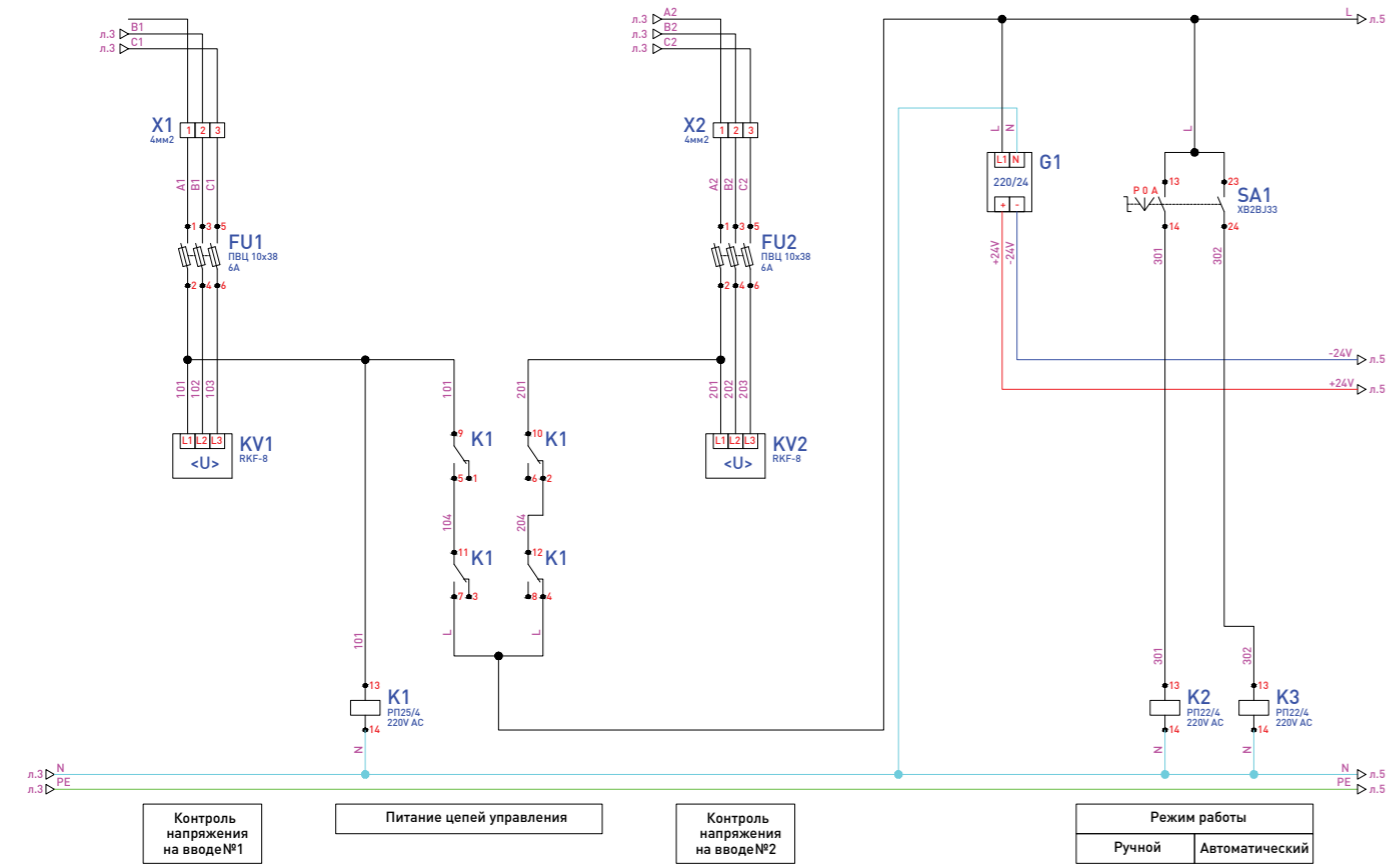 A2
L
л.5
л.3
B1
л.3
B2
л.3
C1
л.3
C2
л.3
X1
4мм2
1 2 3
X2
4мм2
1 2 3
L
N
L
L1 N
G1
220/24
+ -
A1
B1
C1
A2
B2
C2
13
23
P 0 A
SA1
XB2BJ33
14
24
1 3 5
FU1
ПВЦ 10x38
6A
2 4 6
1 3 5
FU2
ПВЦ 10x38
6A
2 4 6
+24V
-24V
301
302
-24V
л.5
+24V
л.5
101
102
103
101
201
201
202
203
L1 L2 L3
KV1
RKF-8
<U>
9
K1
5 1
10
K1
6 2
L1 L2 L3
KV2
RKF-8
<U>
104
204
11
K1
7 3
12
K1
8 4
L
L
101
301
302
13
K1
РП25/4
220V AC
14
13
K2
РП22/4
220V AC
14
13
K3
РП22/4
220V AC
14
N
N
N
л.3
N
N
л.5
л.3
PE
PE
л.5
Контроль
напряжения
на вводе№1
Питание цепей управления
Контроль
напряжения
на вводе№2
Режим работы
Ручной
Автоматический